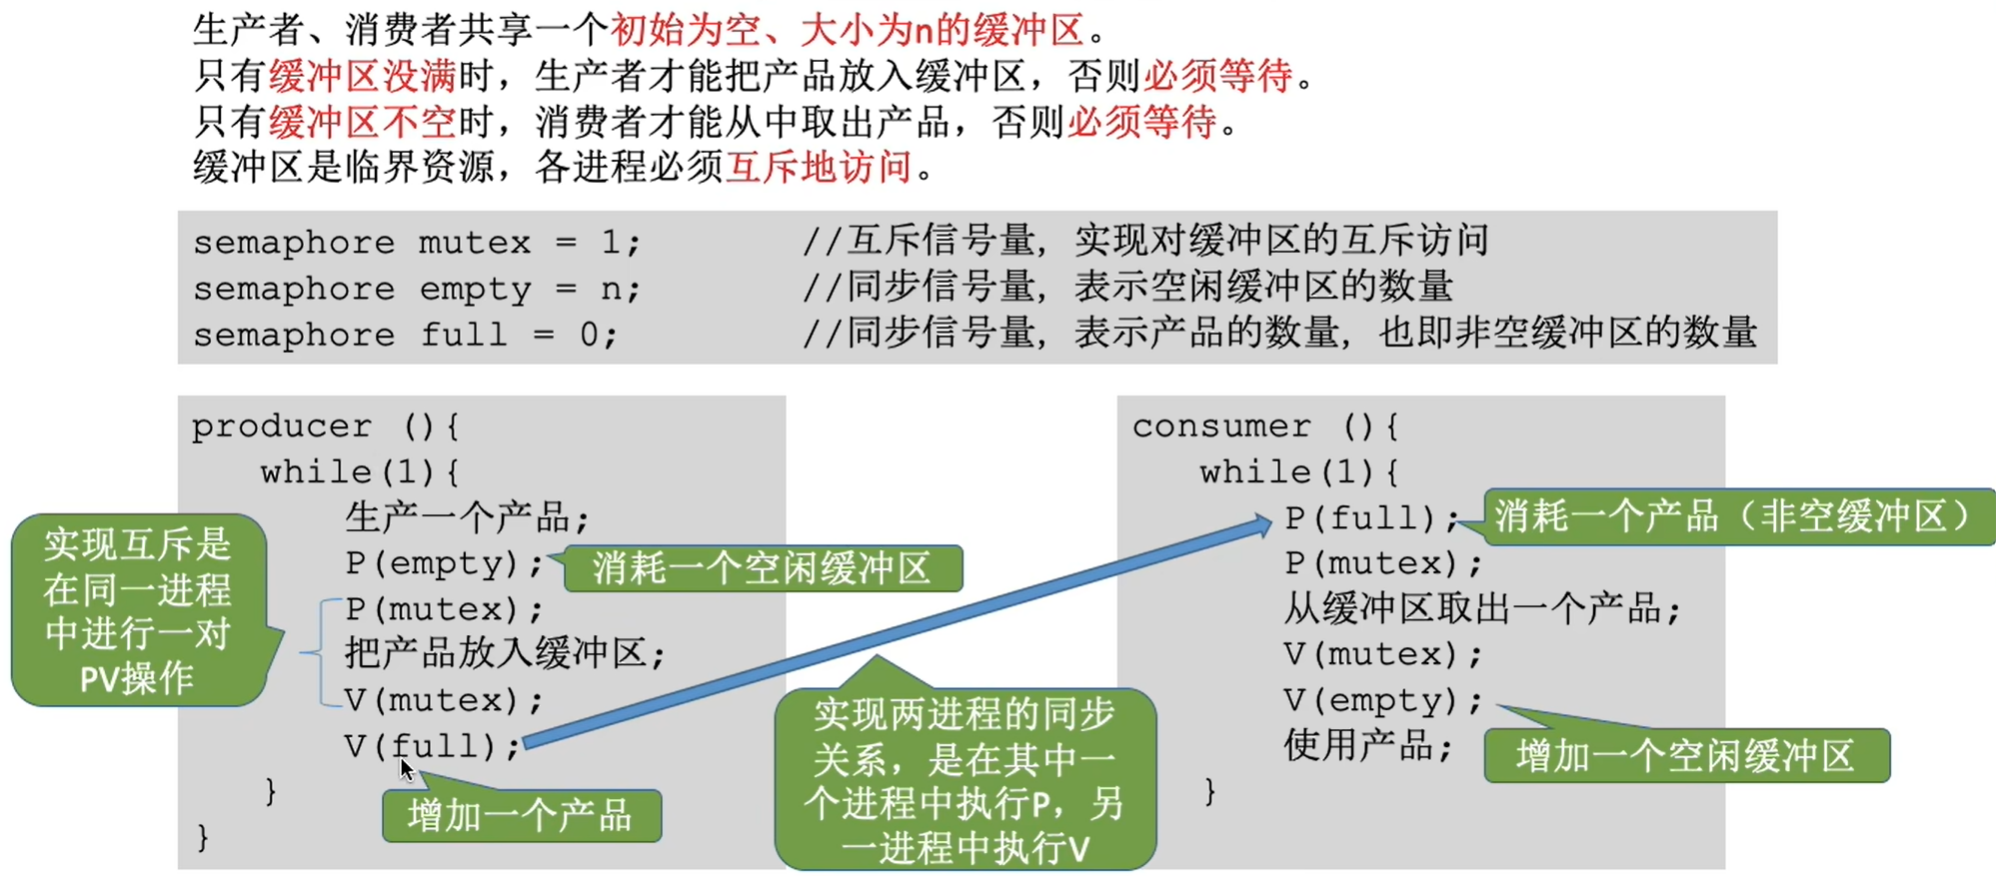 生产者、消费者共享一个初始为空、大小为n的缓冲区。
只有缓冲区没满时，生产者才能把产品放入缓冲区，否则必须等待。
只有缓冲区不空时，消费者才能从中取出产品，否则必须等待。
缓冲区是临界资源，各进程必须互斥地访问。
semaphore mutex = 1; //互斥信号量, 实现对缓冲区的互斥访问
semaphore empty = n; //同步信号量, 表示空闲缓冲区的数量
semaphore full = 0; //同步信号量, 表示产品的数量, 也即非空缓冲区的数量
producer (){
while(1){
生产一个产品;
P(empty);
P(mutex);
把产品放入缓冲区;
V(mutex);
V(full);
}
}
实现互斥是
在同一进程
中进行一对
PV操作
消耗一个空闲缓冲区
增加一个产品
实现两进程的同步
关系，是在其中一
个进程中执行P，另
一进程中执行V
consumer (){
while(1){
P(full);
P(mutex);
从缓冲区取出一个产品;
V(mutex);
V(empty);
使用产品;
}
消耗一个产品（非空缓冲区）
增加一个空闲缓冲区